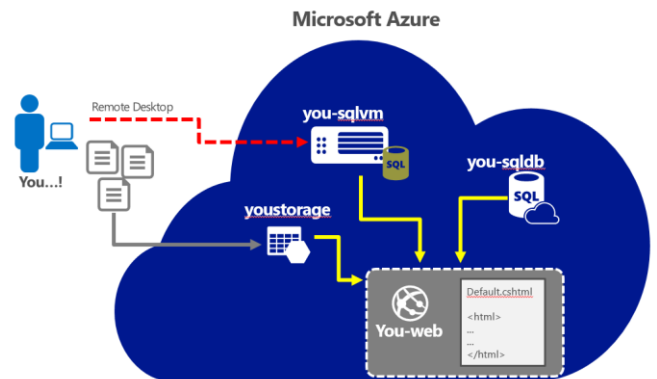 Microsoft Azure
Remote Desktop
you-sqlvm
SQL
you-sqldb
SQL
You...!
youstorage
Default.cshtml
You-web
<html>
...
...
</html>